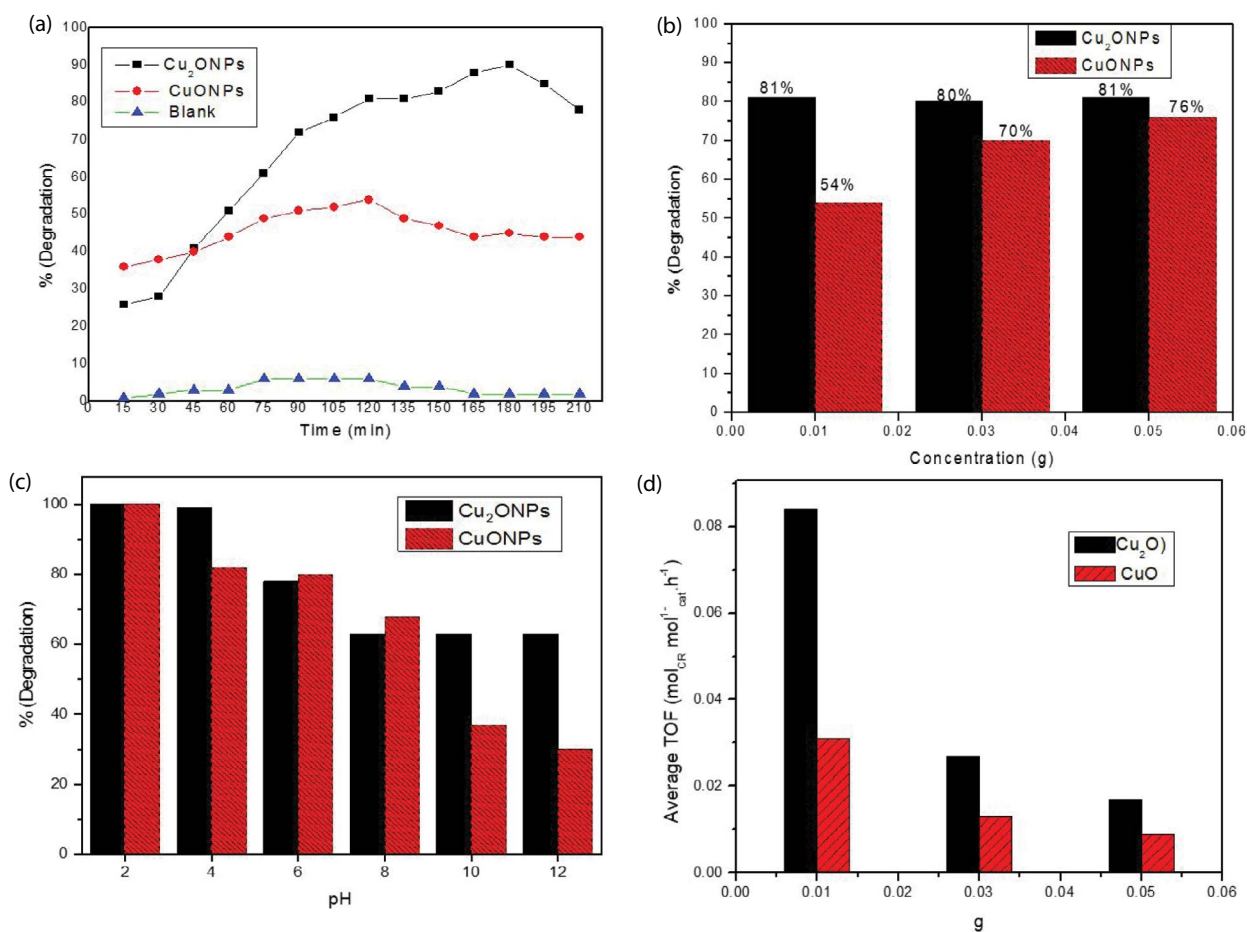 (a)
100
90
80
70
60
50
40
30
20
10
0
% (Degradation)
Cu₂ONPs
CuONPs
Blank
0 15 30 45 60 75 90 105 120 135 150 165 180 195 210
Time (min)
(b)
100
90
80
70
60
50
40
30
20
10
0
% (Degradation)
Cu₂ONPs
CuONPs
81% 54% 80% 70% 81% 76%
0.00 0.01 0.02 0.03 0.04 0.05 0.06
Concentration (g)
(c)
100
80
60
40
20
0
% (Degradation)
Cu₂ONPs
CuONPs
2 4 6 8 10 12
pH
(d)
0.08
0.06
0.04
0.02
0.00
Average TOF (mol_CR mol^1-_cat.h^-1)
Cu₂O)
CuO
0.00 0.01 0.02 0.03 0.04 0.05 0.06
g